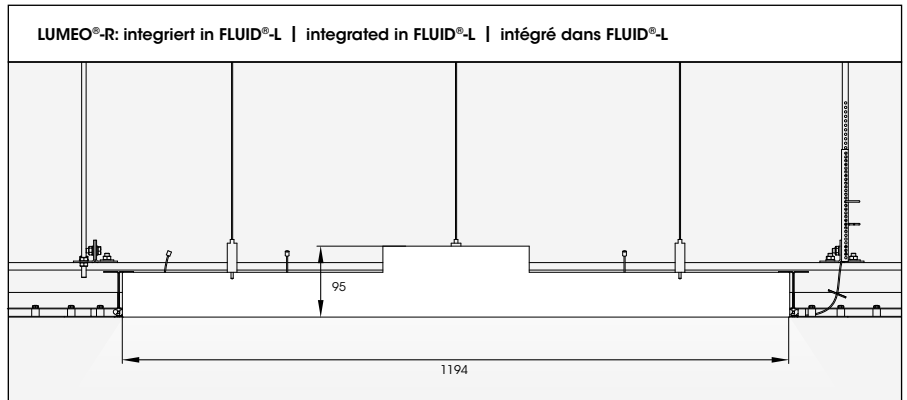 LUMEO®-R: integriert in FLUID®-L | integrated in FLUID®-L | intégré dans FLUID®-L
95
1194